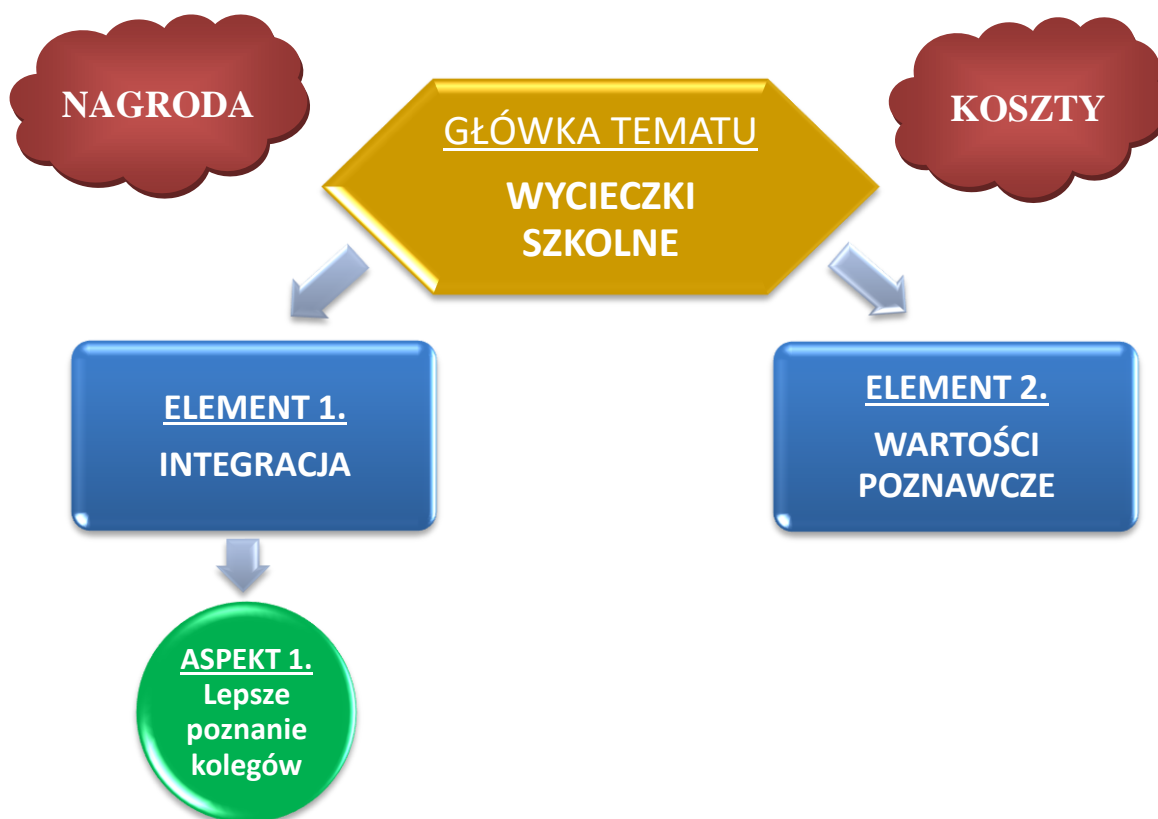 NAGRODA
KOSZTY
GŁÓWKA TEMATU
WYCIECZKI
SZKOLNE
ELEMENT 1.
INTEGRACJA
ELEMENT 2.
WARTOŚCI
POZNAWCZE
ASPEKT 1.
Lepsze
poznanie
kolegów